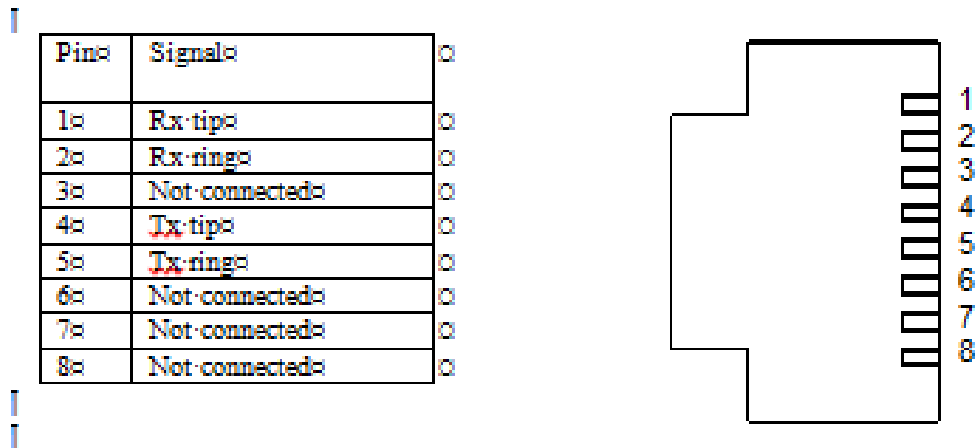 Pin¤ Signal¤ ¤
1¤ Rx·tip¤ ¤
2¤ Rx·ring¤ ¤
3¤ Not·connected¤ ¤
4¤ Tx·tip¤ ¤
5¤ Tx·ring¤ ¤
6¤ Not·connected¤ ¤
7¤ Not·connected¤ ¤
8¤ Not·connected¤ ¤
1
2
3
4
5
6
7
8